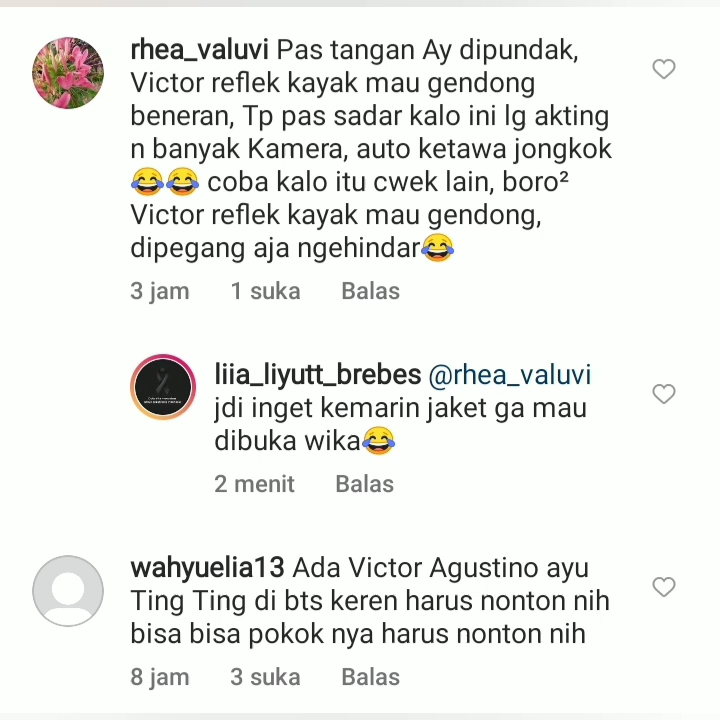 rhea_valuvi Pas tangan Ay dipundak,
Victor reflek kayak mau gendong
beneran, Tp pas sadar kalo ini lg akting
n banyak Kamera, auto ketawa jongkok
😂😂 coba kalo itu cwek lain, boro²
Victor reflek kayak mau gendong,
dipegang aja ngehindar😂
3 jam 1 suka Balas
liia_liyutt_brebes @rhea_valuvi
jdi inget kemarin jaket ga mau
dibuka wika😂
2 menit Balas
wahyuelia13 Ada Victor Agustino ayu
Ting Ting di bts keren harus nonton nih
bisa bisa pokok nya harus nonton nih
8 jam 3 suka Balas